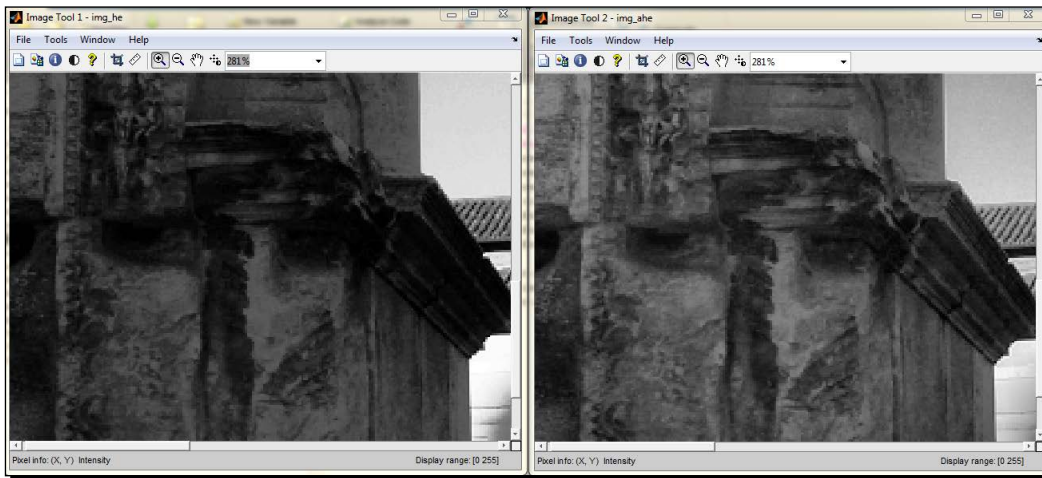 Image Tool 1 - img_he
File Tools Window Help
281%
Pixel info: (X, Y) Intensity
Display range: [0 255]
Image Tool 2 - img_ahe
File Tools Window Help
281%
Pixel info: (X, Y) Intensity
Display range: [0 255]